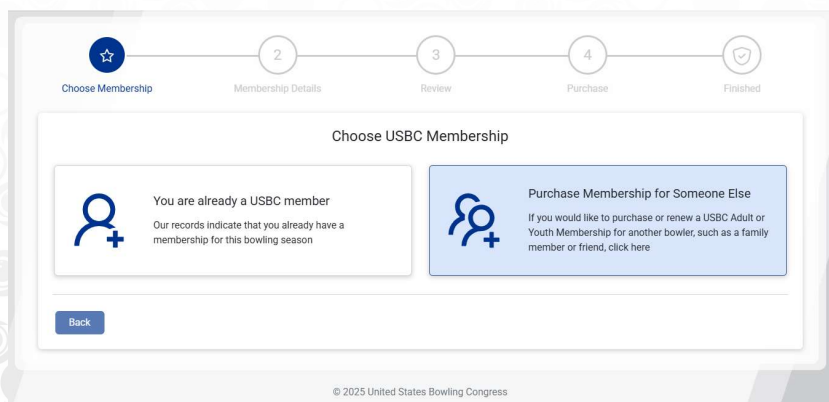 2
3
4
Choose Membership
Membership Details
Review
Purchase
Finished
Choose USBC Membership
You are already a USBC member
Our records indicate that you already have a
membership for this bowling season
Purchase Membership for Someone Else
If you would like to purchase or renew a USBC Adult or
Youth Membership for another bowler, such as a family
member or friend, click here
Back
© 2025 United States Bowling Congress